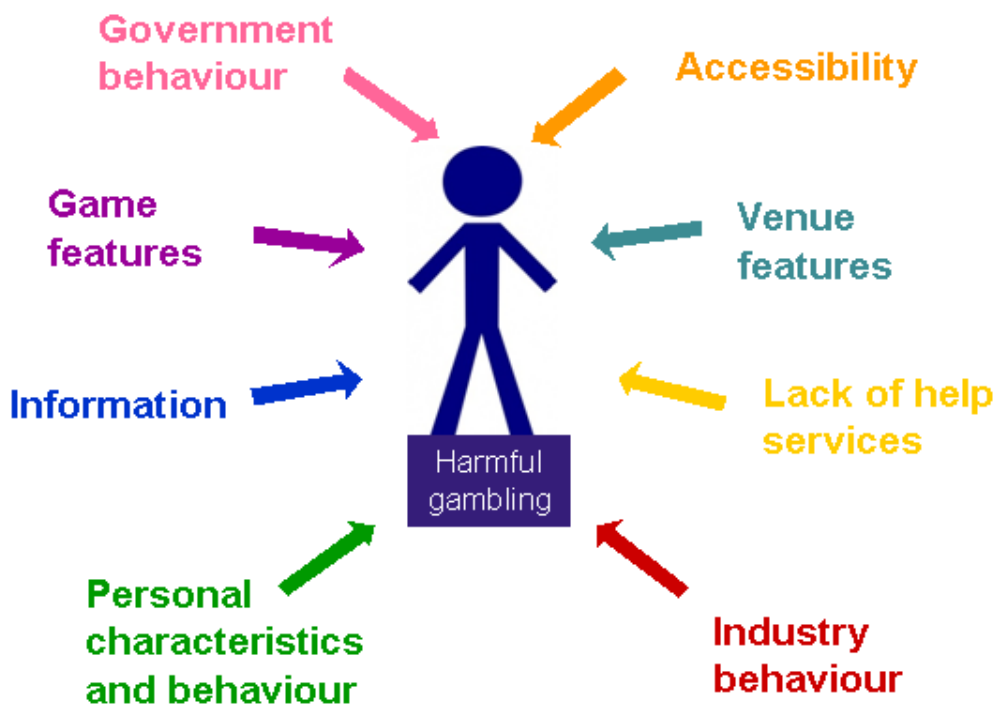 Government
behaviour
Accessibility
Game
features
Venue
features
Information
Lack of help
services
Harmful
gambling
Personal
characteristics
and behaviour
Industry
behaviour